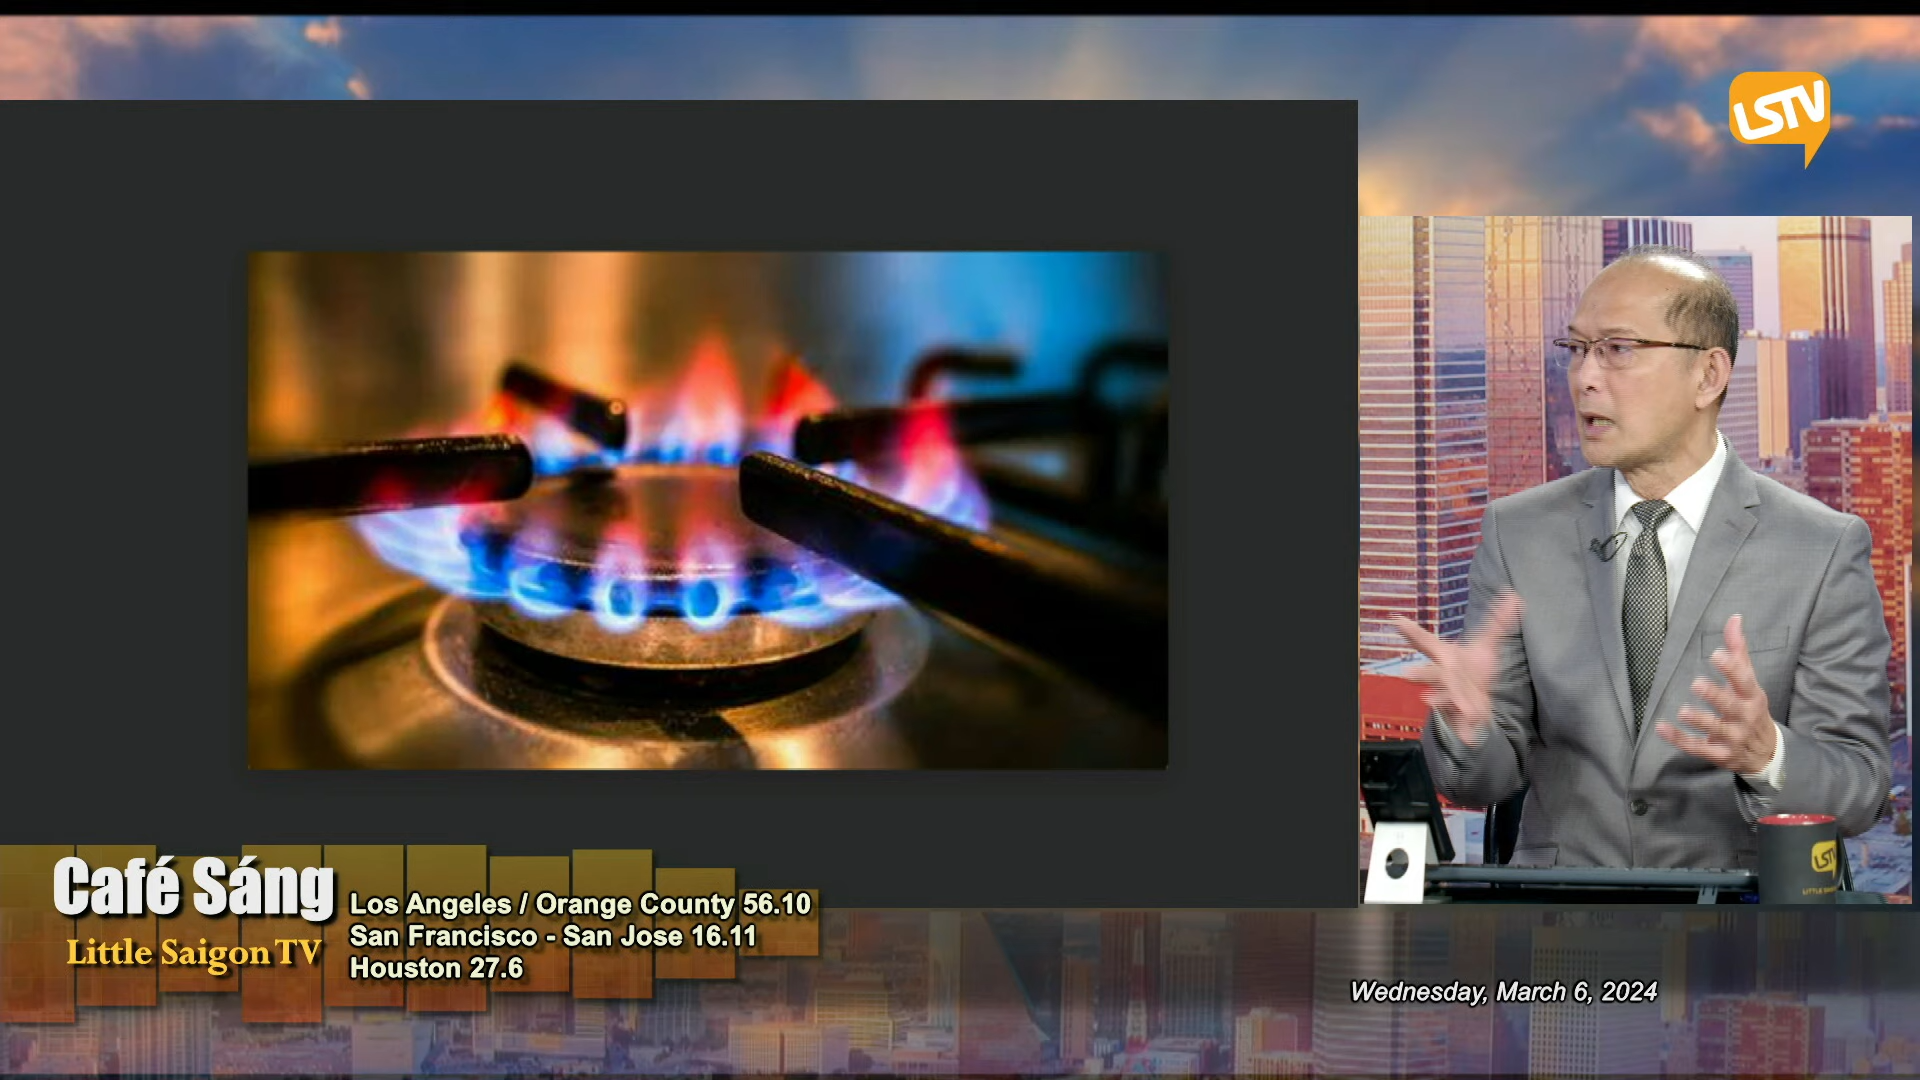 LSTV
Café Sáng
Little Saigon TV
Los Angeles / Orange County 56.10
San Francisco - San Jose 16.11
Houston 27.6
Wednesday, March 6, 2024
LSTV